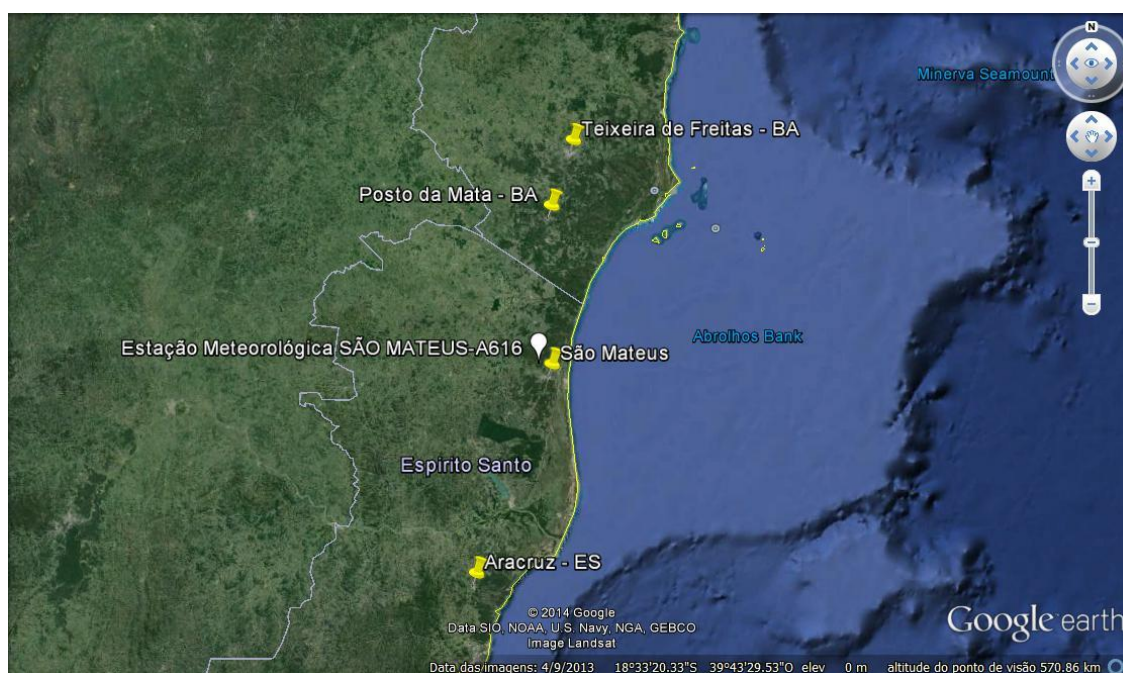 N
Minerva Seamount
Teixeira de Freitas - BA
Posto da Mata - BA
Abrolhos Bank
Estação Meteorológica SÃO MATEUS-A616
São Mateus
Espirito Santo
Aracruz - ES
© 2014 Google
Data SIO, NOAA, U.S. Navy, NGA, GEBCO
Image Landsat
Google earth
Data das imagens: 4/9/2013 18°33'20.33"S 39°43'29.53"O elev 0 m altitude do ponto de visão 570.86 km